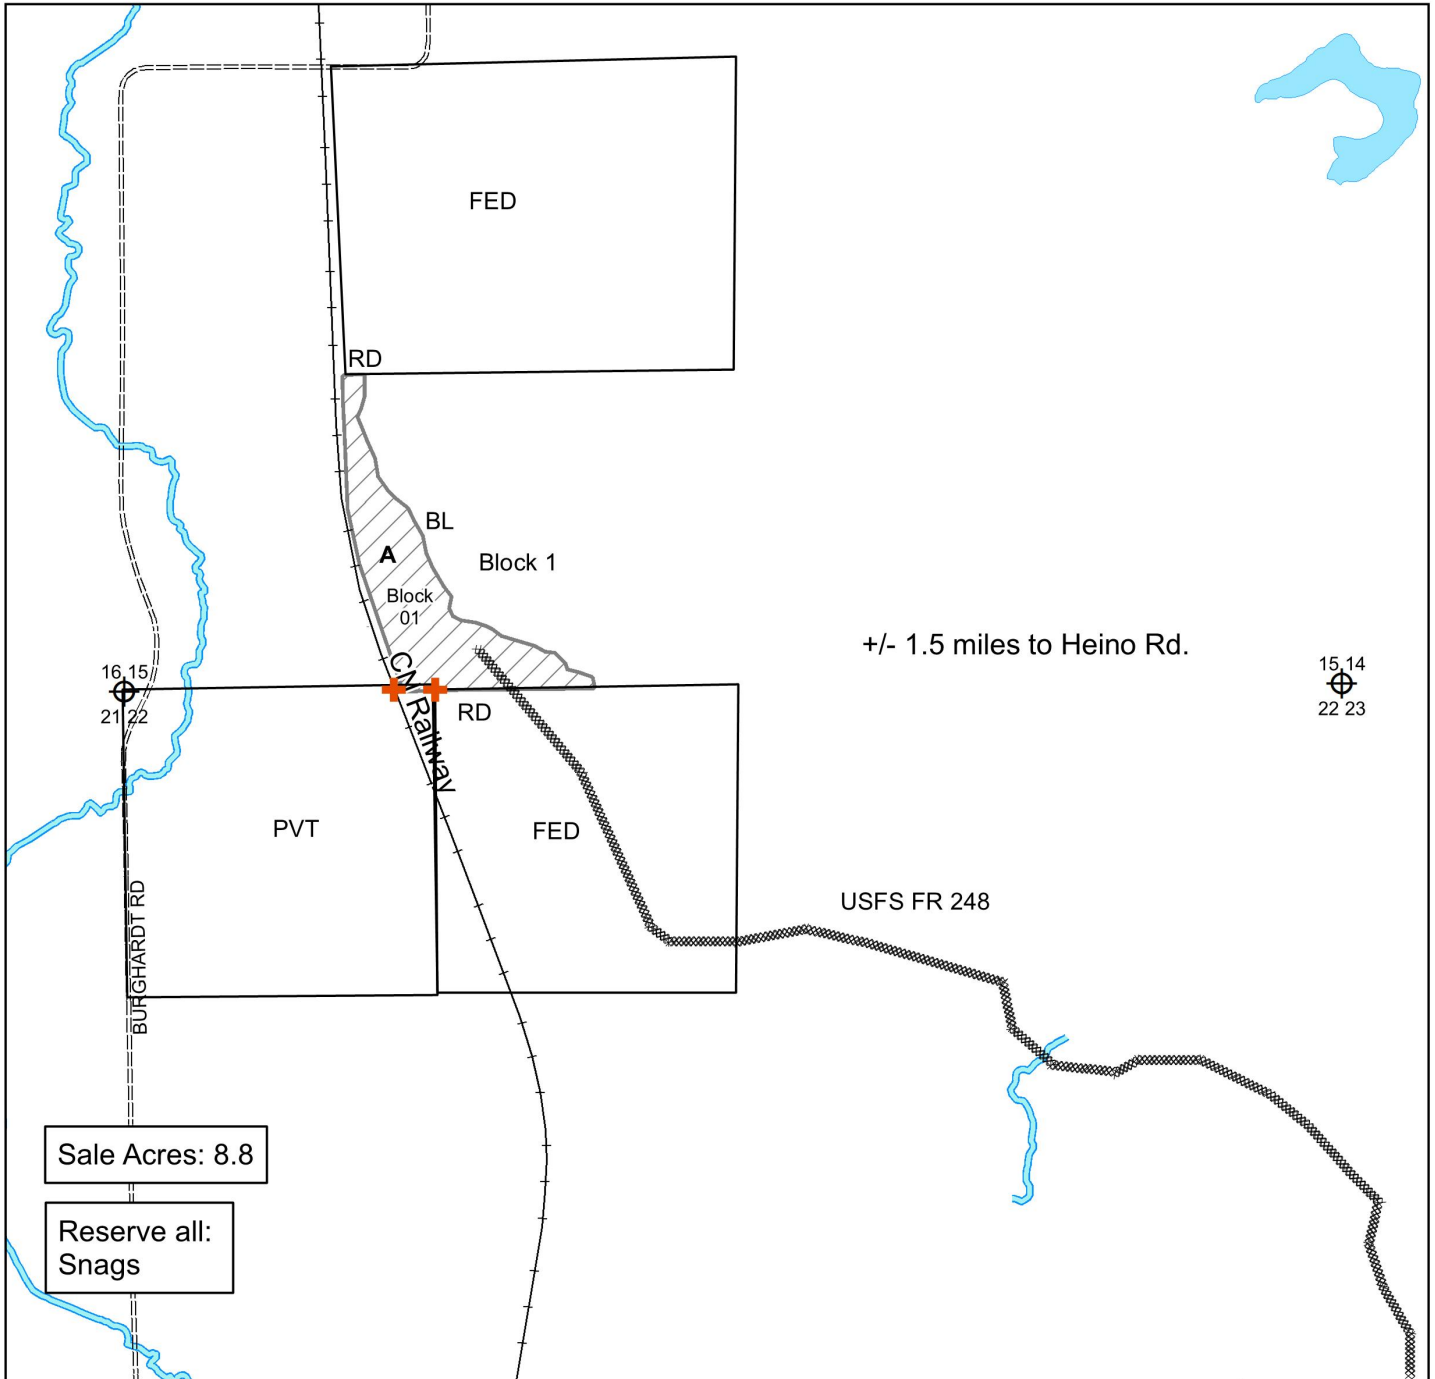 FED
RD
BL
A
Block 1
Block
01
+/- 1.5 miles to Heino Rd.
16 15
21 22
15 14
22 23
CM Railway
RD
PVT
FED
BURGHARDT RD
USFS FR 248
Sale Acres: 8.8
Reserve all:
Snags